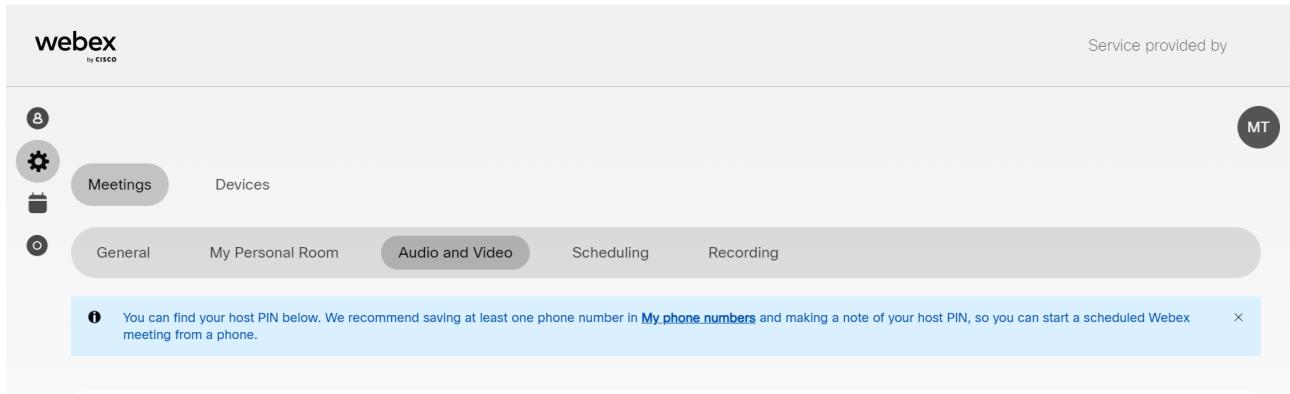 webex
by CISCO
Service provided by
MT
Meetings
Devices
General
My Personal Room
Audio and Video
Scheduling
Recording
You can find your host PIN below. We recommend saving at least one phone number in My phone numbers and making a note of your host PIN, so you can start a scheduled Webex
meeting from a phone.